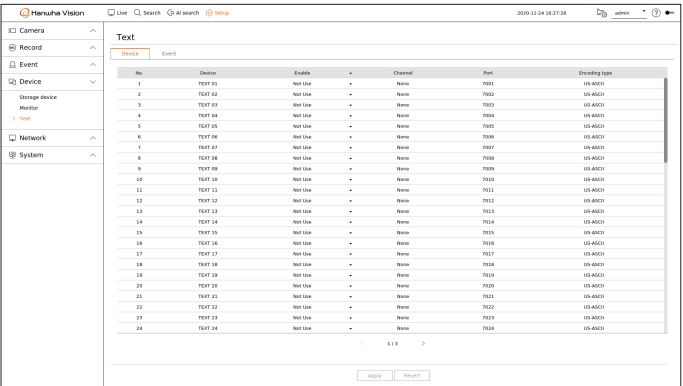 Hanwha Vision Live Search AI search Setup 2020-11-24 16:27:28 admin
Camera
Record
Event
Device
Storage device
Monitor
Text
Network
System
Text
Device Event
No. Device Enable Channel Port Encoding type
1 TEXT 01 Not Use None 7001 US-ASCII
2 TEXT 02 Not Use None 7002 US-ASCII
3 TEXT 03 Not Use None 7003 US-ASCII
4 TEXT 04 Not Use None 7004 US-ASCII
5 TEXT 05 Not Use None 7005 US-ASCII
6 TEXT 06 Not Use None 7006 US-ASCII
7 TEXT 07 Not Use None 7007 US-ASCII
8 TEXT 08 Not Use None 7008 US-ASCII
9 TEXT 09 Not Use None 7009 US-ASCII
10 TEXT 10 Not Use None 7010 US-ASCII
11 TEXT 11 Not Use None 7011 US-ASCII
12 TEXT 12 Not Use None 7012 US-ASCII
13 TEXT 13 Not Use None 7013 US-ASCII
14 TEXT 14 Not Use None 7014 US-ASCII
15 TEXT 15 Not Use None 7015 US-ASCII
16 TEXT 16 Not Use None 7016 US-ASCII
17 TEXT 17 Not Use None 7017 US-ASCII
18 TEXT 18 Not Use None 7018 US-ASCII
19 TEXT 19 Not Use None 7019 US-ASCII
20 TEXT 20 Not Use None 7020 US-ASCII
21 TEXT 21 Not Use None 7021 US-ASCII
22 TEXT 22 Not Use None 7022 US-ASCII
23 TEXT 23 Not Use None 7023 US-ASCII
24 TEXT 24 Not Use None 7024 US-ASCII
1 / 3
Apply Revert